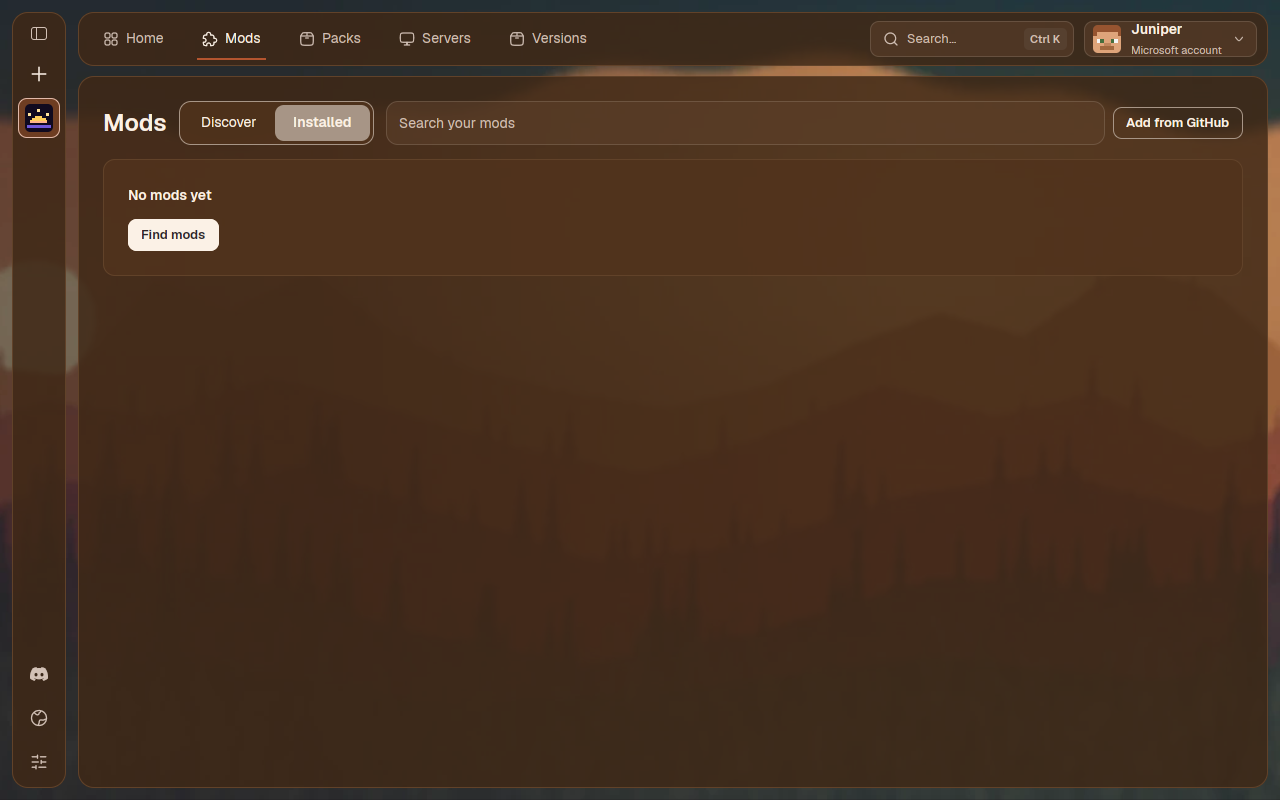 Home
Mods
Packs
Servers
Versions
Search...
Ctrl K
Juniper
Microsoft account
Mods
Discover
Installed
Search your mods
Add from GitHub
No mods yet
Find mods